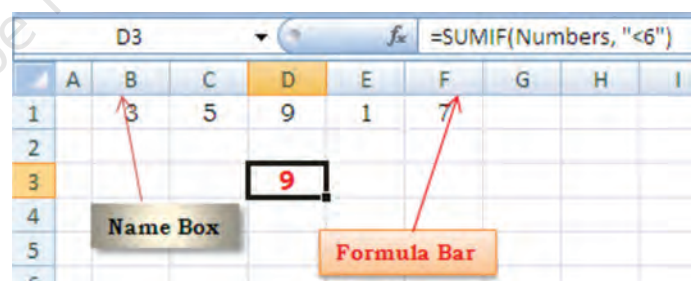 D3 fx =SUMIF(Numbers, "<6")
A B C D E F G H I
1 3 5 9 1 7
2
3 9
4
Name Box
5
Formula Bar